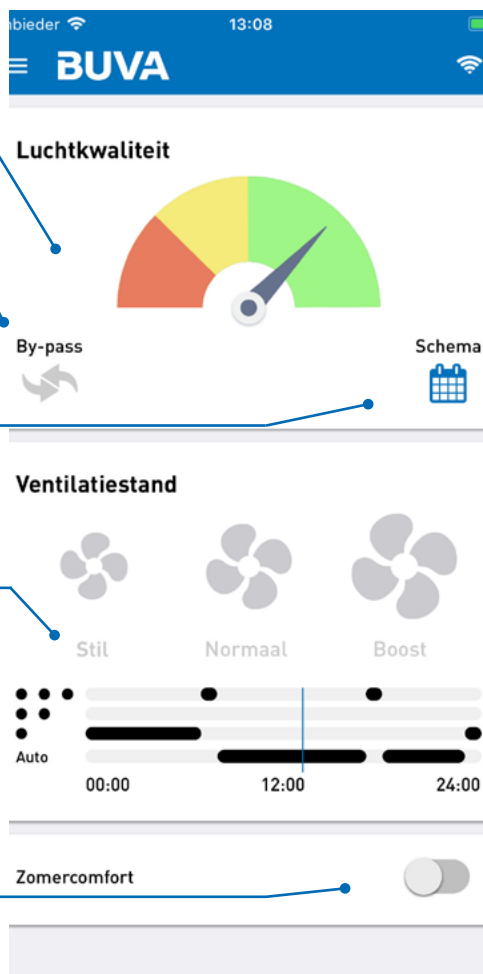 nbieder 13:08
BUVA
Luchtkwaliteit
By-pass Schema
Ventilatiestand
Stil Normaal Boost
Auto
00:00 12:00 24:00
Zomercomfort